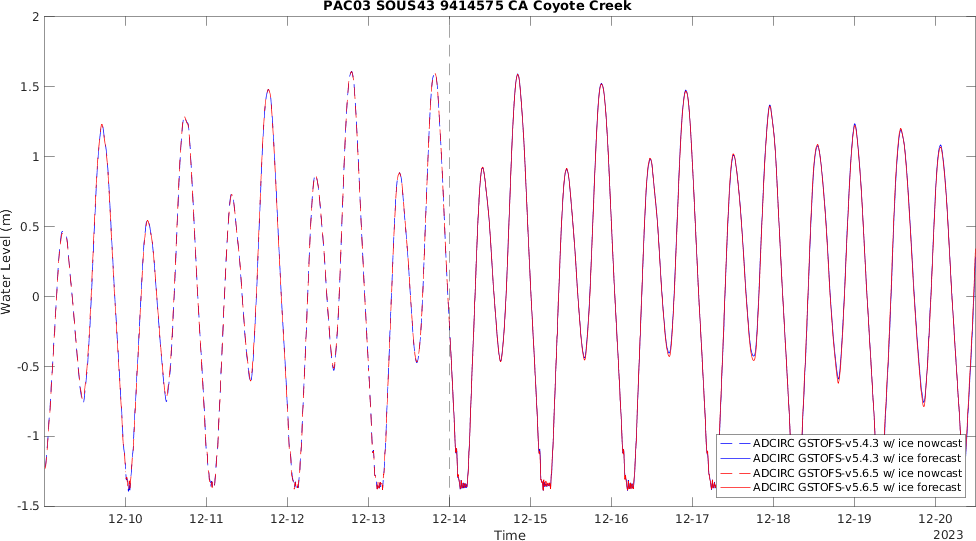 PAC03 SOUS43 9414575 CA Coyote Creek
2
1.5
1
0.5
0
-0.5
-1
-1.5
Water Level (m)
ADCIRC GSTOFS-v5.4.3 w/ ice nowcast
ADCIRC GSTOFS-v5.4.3 w/ ice forecast
ADCIRC GSTOFS-v5.6.5 w/ ice nowcast
ADCIRC GSTOFS-v5.6.5 w/ ice forecast
12-10 12-11 12-12 12-13 12-14 12-15 12-16 12-17 12-18 12-19 12-20
Time
2023